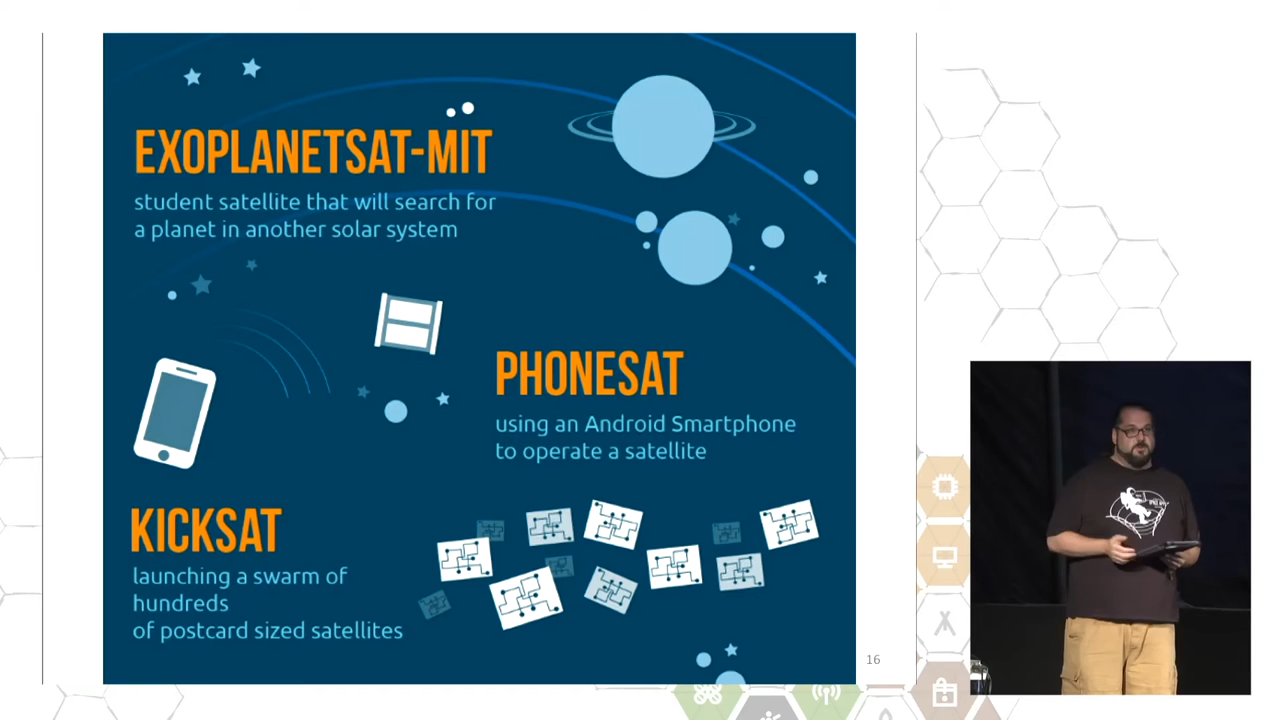 EXOPLANETSAT-MIT
student satellite that will search for
a planet in another solar system
PHONESAT
using an Android Smartphone
to operate a satellite
KICKSAT
launching a swarm of
hundreds
of postcard sized satellites
16